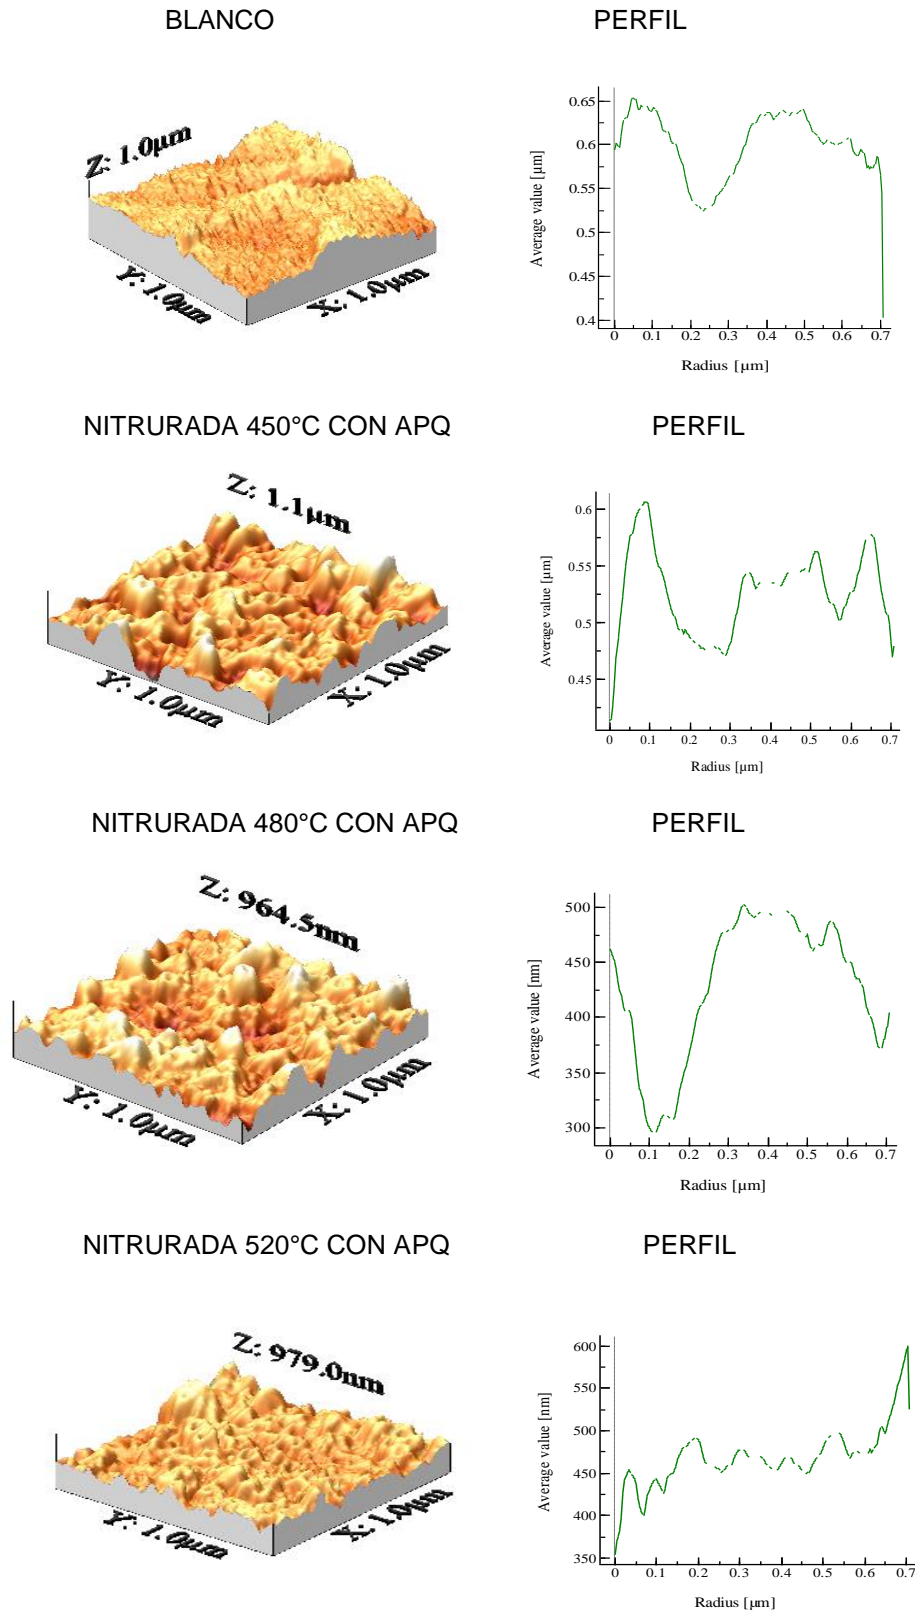 BLANCO PERFIL
Z: 1.0µm
Y: 1.0µm
X: 1.0µm
Average value [µm]
0.65
0.6
0.55
0.5
0.45
0.4
0 0.1 0.2 0.3 0.4 0.5 0.6 0.7
Radius [µm]
NITRURADA 450°C CON APQ PERFIL
Z: 1.1µm
Y: 1.0µm
X: 1.0µm
Average value [µm]
0.6
0.55
0.5
0.45
0 0.1 0.2 0.3 0.4 0.5 0.6 0.7
Radius [µm]
NITRURADA 480°C CON APQ PERFIL
Z: 964.5nm
Y: 1.0µm
X: 1.0µm
Average value [nm]
500
450
400
350
300
0 0.1 0.2 0.3 0.4 0.5 0.6 0.7
Radius [µm]
NITRURADA 520°C CON APQ PERFIL
Z: 979.0nm
Y: 1.0µm
X: 1.0µm
Average value [nm]
600
550
500
450
400
350
0 0.1 0.2 0.3 0.4 0.5 0.6 0.7
Radius [µm]